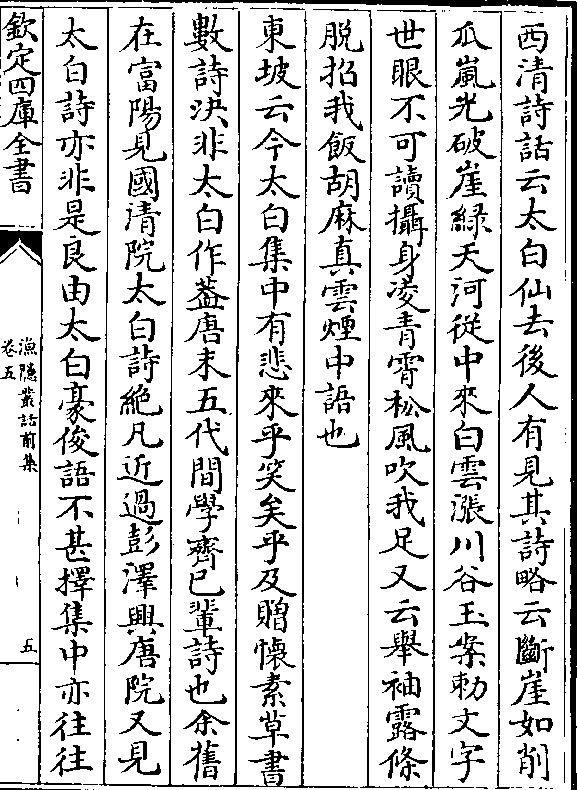 西清詩話云太白仙去後人有見其詩略云斷崖如削
瓜嵐光破崖綠天河從中來白雲漲川谷玉案勅文字
世眼不可讀攝身凌青霄松風吹我足又云舉袖露條
脱招我飯胡麻真雲煙中語也
東坡云今太白集中有悲來乎笑矣乎及贈懐素草書
數詩决非太白作葢唐末五代間學齊已輩詩也余舊
在富陽見國清院太白詩絶凡近過彭澤興唐院又見
太白詩亦非是良由太白豪俊語不甚擇集中亦往往
欽定四庫全書
漁隱叢話前集
卷五
五